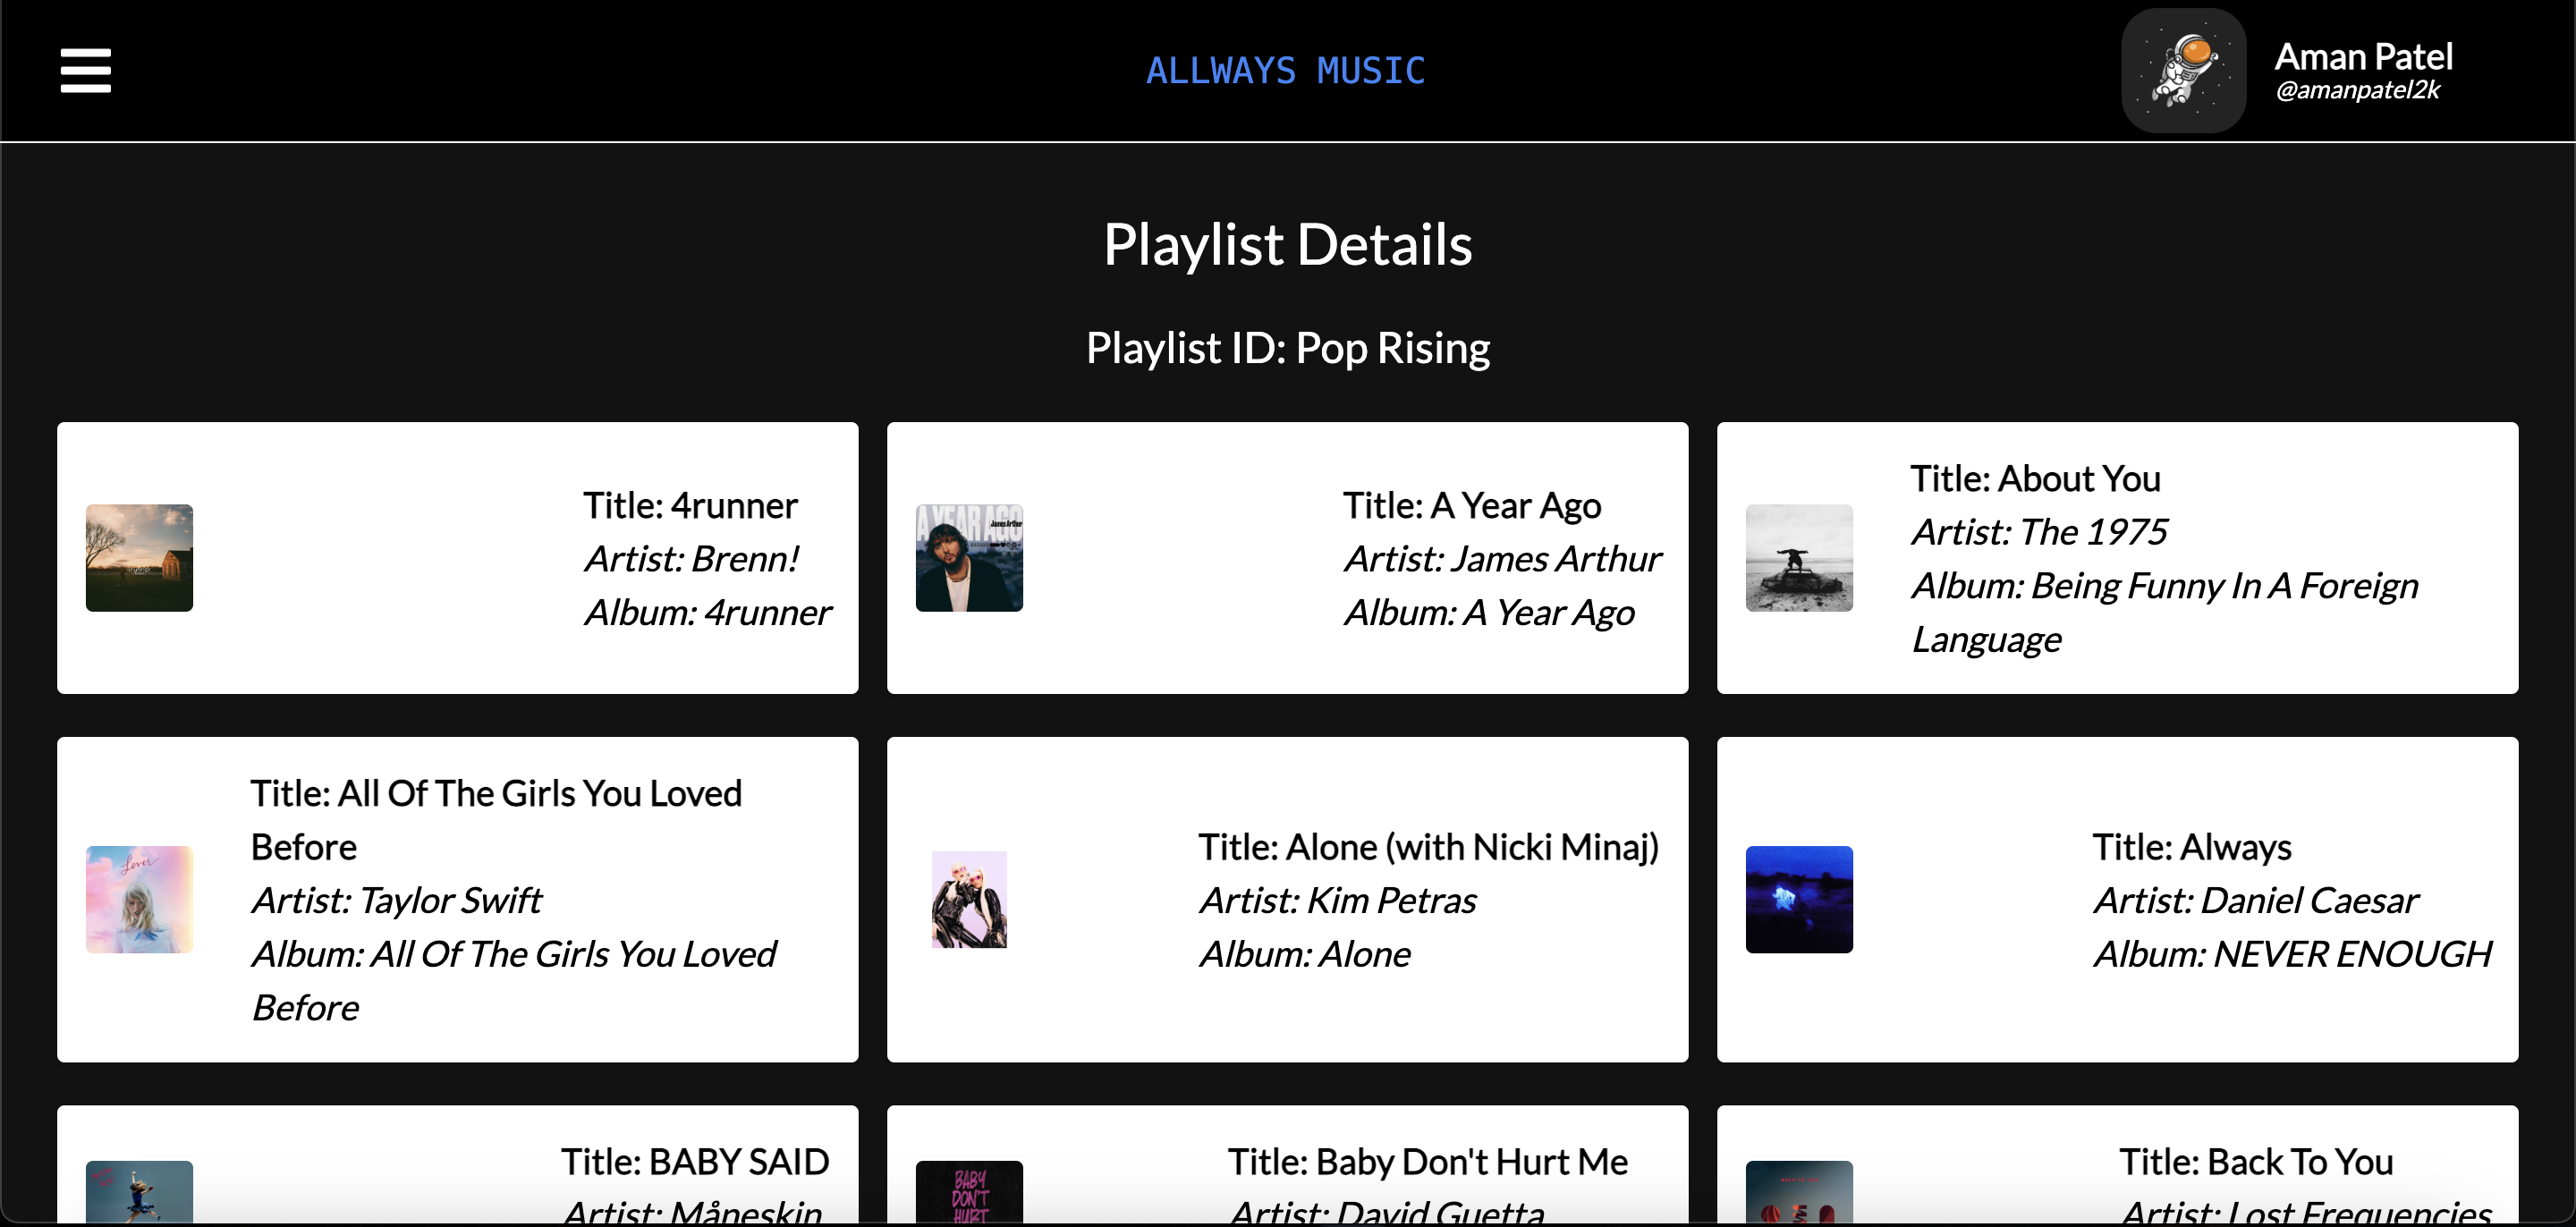 ALLWAYS MUSIC
Aman Patel
@amanpatel2k
Playlist Details
Playlist ID: Pop Rising
Title: 4runner
Artist: Brenn!
Album: 4runner
A YEAR AGO
James Arthur
Title: A Year Ago
Artist: James Arthur
Album: A Year Ago
Title: About You
Artist: The 1975
Album: Being Funny In A Foreign
Language
Lover
Title: All Of The Girls You Loved
Before
Artist: Taylor Swift
Album: All Of The Girls You Loved
Before
Title: Alone (with Nicki Minaj)
Artist: Kim Petras
Album: Alone
Title: Always
Artist: Daniel Caesar
Album: NEVER ENOUGH
Title: BABY SAID
Artist: Måneskin
BABY
DON'T
HURT
Title: Baby Don't Hurt Me
Artist: David Guetta
Title: Back To You
Artist: Lost Frequencies